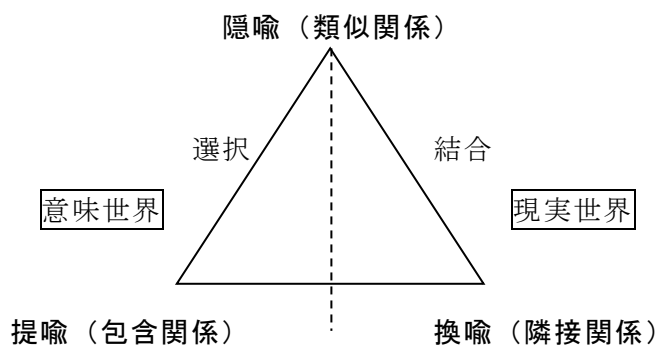 隠喩（類似関係）
選択
結合
意味世界
現実世界
提喩（包含関係）
換喩（隣接関係）